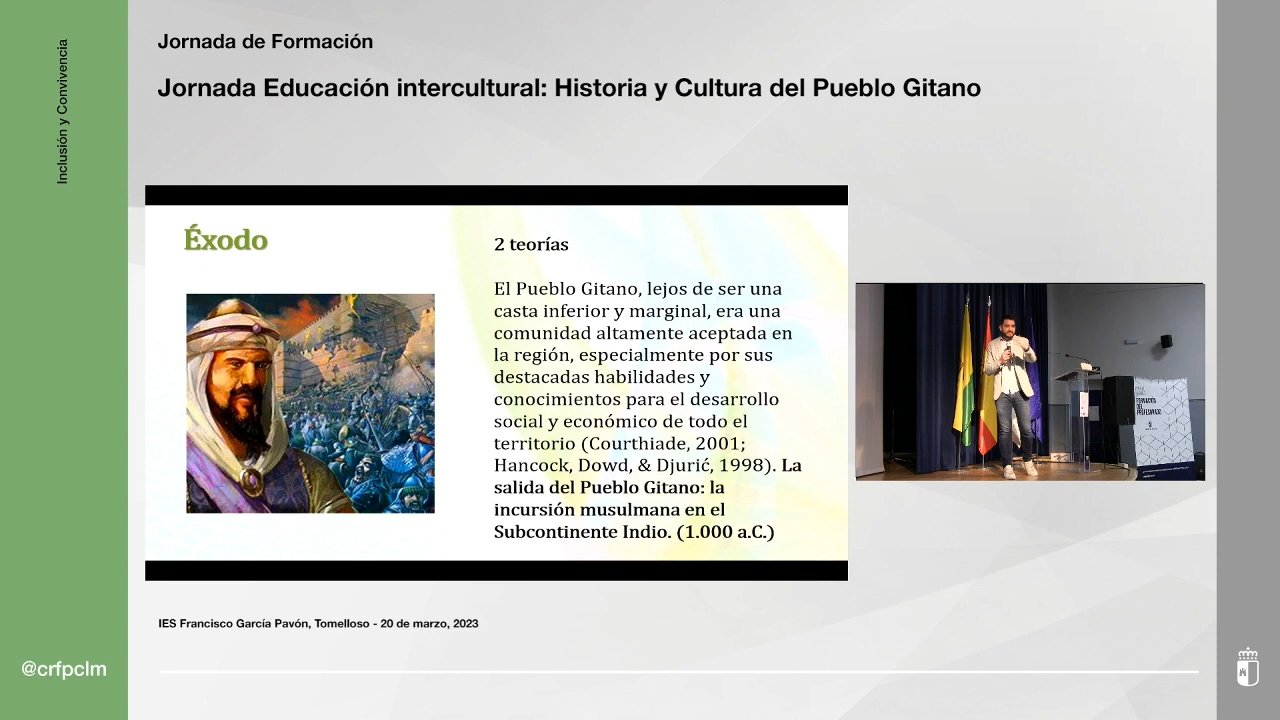 Inclusión y Convivencia
Jornada de Formación
Jornada Educación intercultural: Historia y Cultura del Pueblo Gitano
Éxodo
2 teorías
El Pueblo Gitano, lejos de ser una
casta inferior y marginal, era una
comunidad altamente aceptada en
la región, especialmente por sus
destacadas habilidades y
conocimientos para el desarrollo
social y económico de todo el
territorio (Courthiade, 2001;
Hancock, Dowd, & Djurić, 1998). La
salida del Pueblo Gitano: la
incursión musulmana en el
Subcontinente Indio. (1.000 a.C.)
FORMACIÓN
DEL
PROFESORADO
IES Francisco García Pavón, Tomelloso - 20 de marzo, 2023
@crfpclm